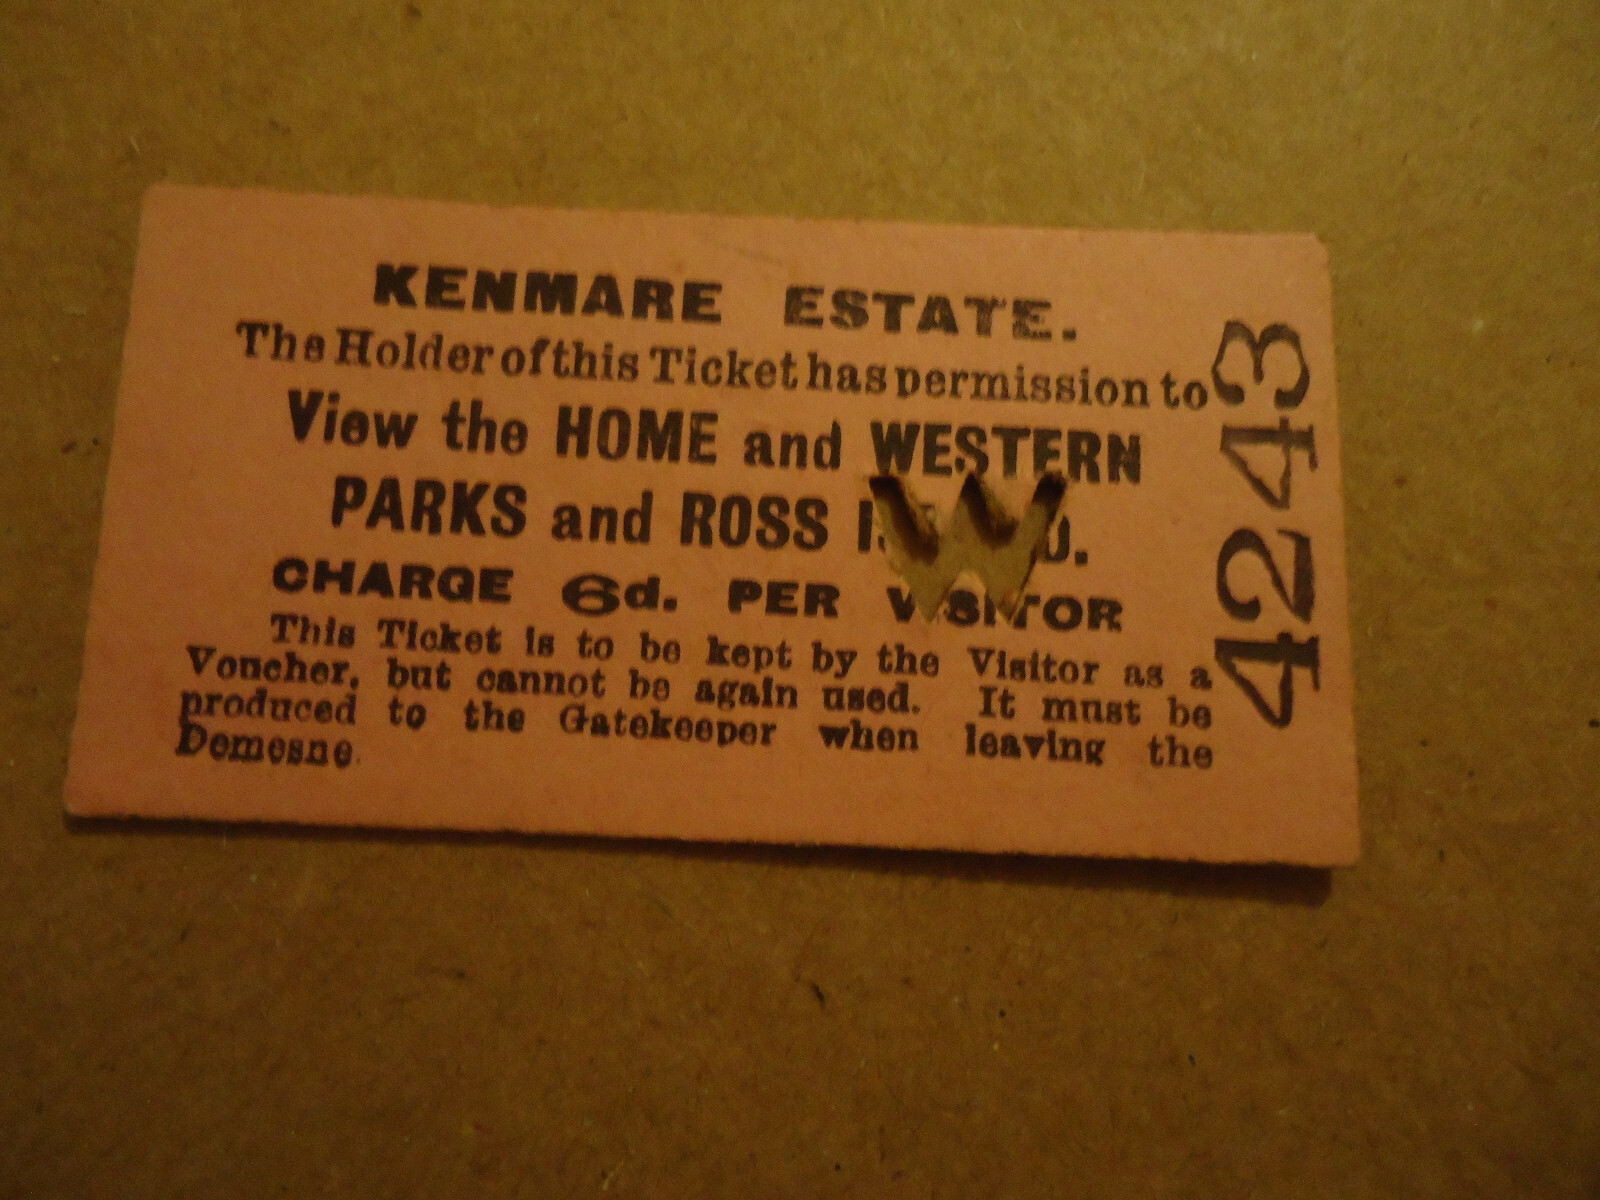 KENMARE ESTATE.
The Holder of this Ticket has permission to
View the HOME and WESTERN
PARKS and ROSS
CHARGE 6d. PER VISITOR
This Ticket is to be kept by the Visitor as a
Voucher, but cannot be again used. It must be
produced to the Gatekeeper when leaving the
Demesne.
4243